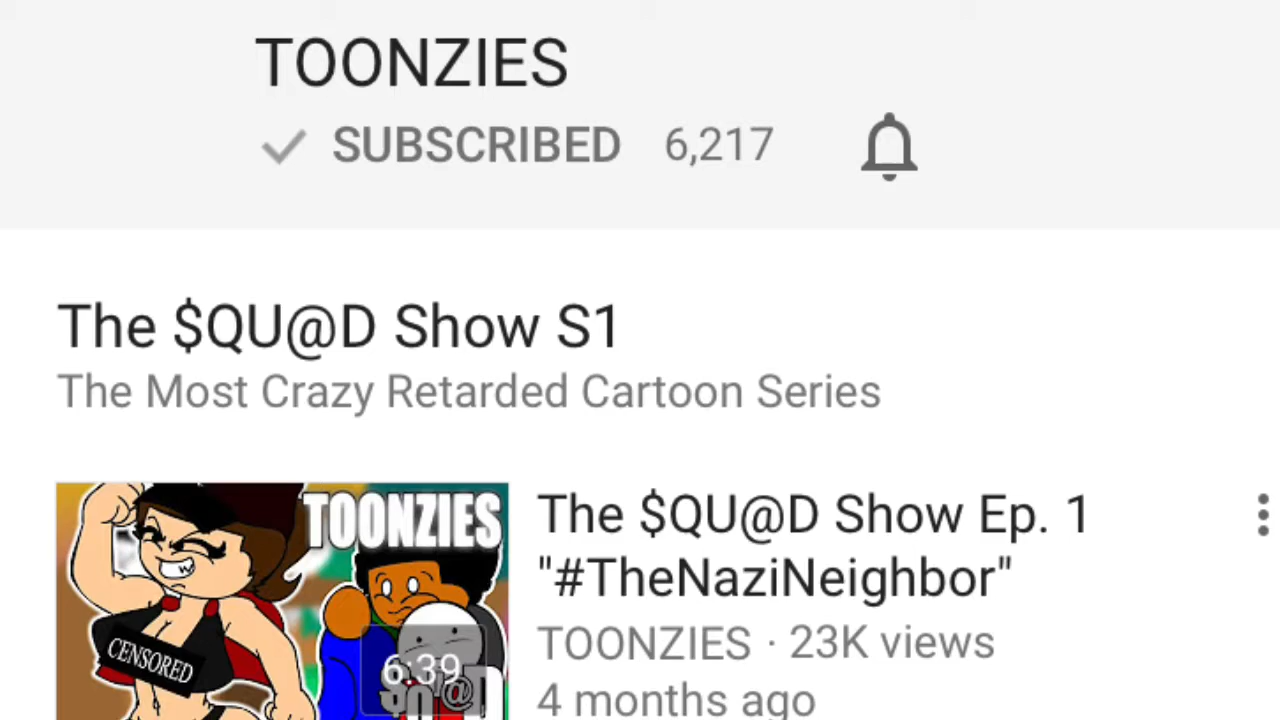 TOONZIES
SUBSCRIBED 6,217
The $QU@D Show S1
The Most Crazy Retarded Cartoon Series
TOONZIES
CENSORED
6:39
$QU@D
The $QU@D Show Ep. 1
"#TheNaziNeighbor"
TOONZIES · 23K views
4 months ago